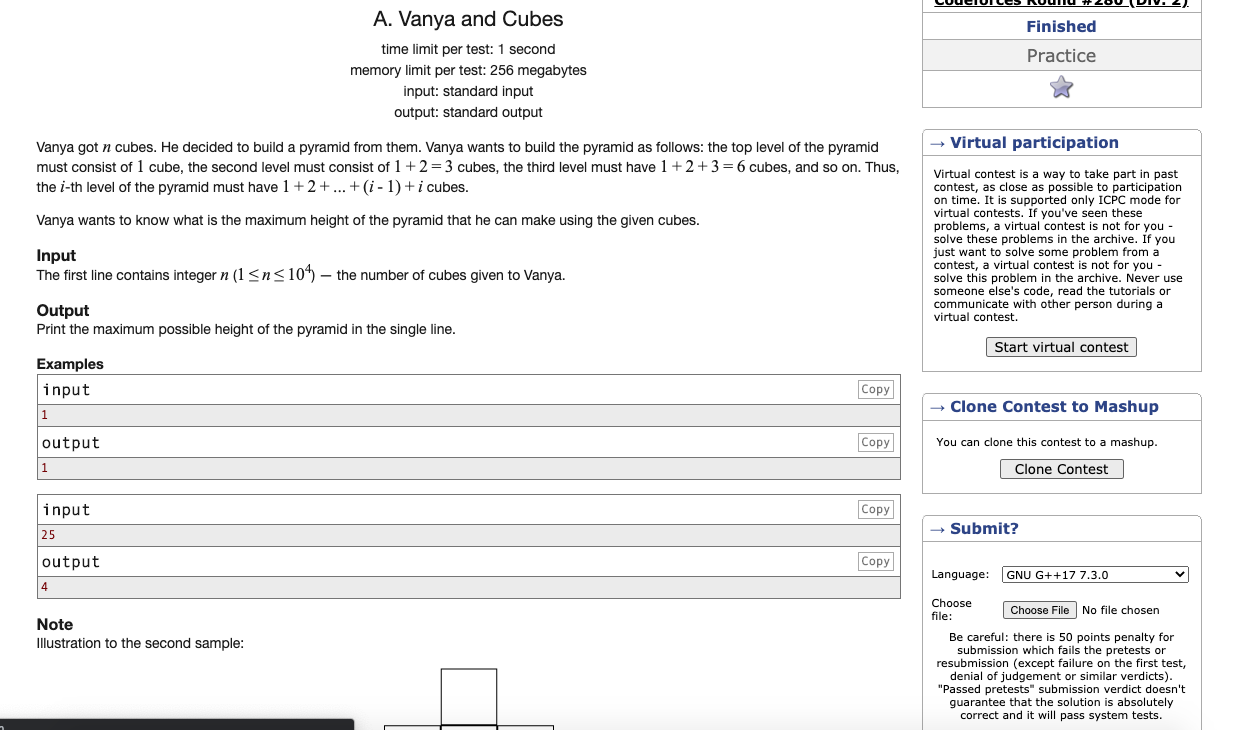 A. Vanya and Cubes
time limit per test: 1 second
memory limit per test: 256 megabytes
input: standard input
output: standard output
Vanya got n cubes. He decided to build a pyramid from them. Vanya wants to build the pyramid as follows: the top level of the pyramid
must consist of 1 cube, the second level must consist of 1 + 2 = 3 cubes, the third level must have 1 + 2 + 3 = 6 cubes, and so on. Thus,
the i-th level of the pyramid must have 1 + 2 + ... + (i - 1) + i cubes.
Vanya wants to know what is the maximum height of the pyramid that he can make using the given cubes.
Input
The first line contains integer n (1 ≤ n ≤ 10⁴) — the number of cubes given to Vanya.
Output
Print the maximum possible height of the pyramid in the single line.
Examples
input
Copy
1
output
Copy
1
input
Copy
25
output
Copy
4
Note
Illustration to the second sample:
Codeforces Round #280 (Div. 2)
Finished
Practice
→ Virtual participation
Virtual contest is a way to take part in past
contest, as close as possible to participation
on time. It is supported only ICPC mode for
virtual contests. If you've seen these
problems, a virtual contest is not for you -
solve these problems in the archive. If you
just want to solve some problem from a
contest, a virtual contest is not for you -
solve this problem in the archive. Never use
someone else's code, read the tutorials or
communicate with other person during a
virtual contest.
Start virtual contest
→ Clone Contest to Mashup
You can clone this contest to a mashup.
Clone Contest
→ Submit?
Language: GNU G++17 7.3.0
Choose
file:
Choose File No file chosen
Be careful: there is 50 points penalty for
submission which fails the pretests or
resubmission (except failure on the first test,
denial of judgement or similar verdicts).
"Passed pretests" submission verdict doesn't
guarantee that the solution is absolutely
correct and it will pass system tests.